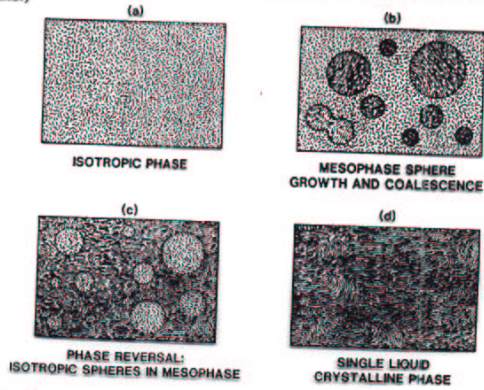 (a)
ISOTROPIC PHASE
(b)
MESOPHASE SPHERE
GROWTH AND COALESCENCE
(c)
PHASE REVERSAL:
ISOTROPIC SPHERES IN MESOPHASE
(d)
SINGLE LIQUID
CRYSTALLINE PHASE